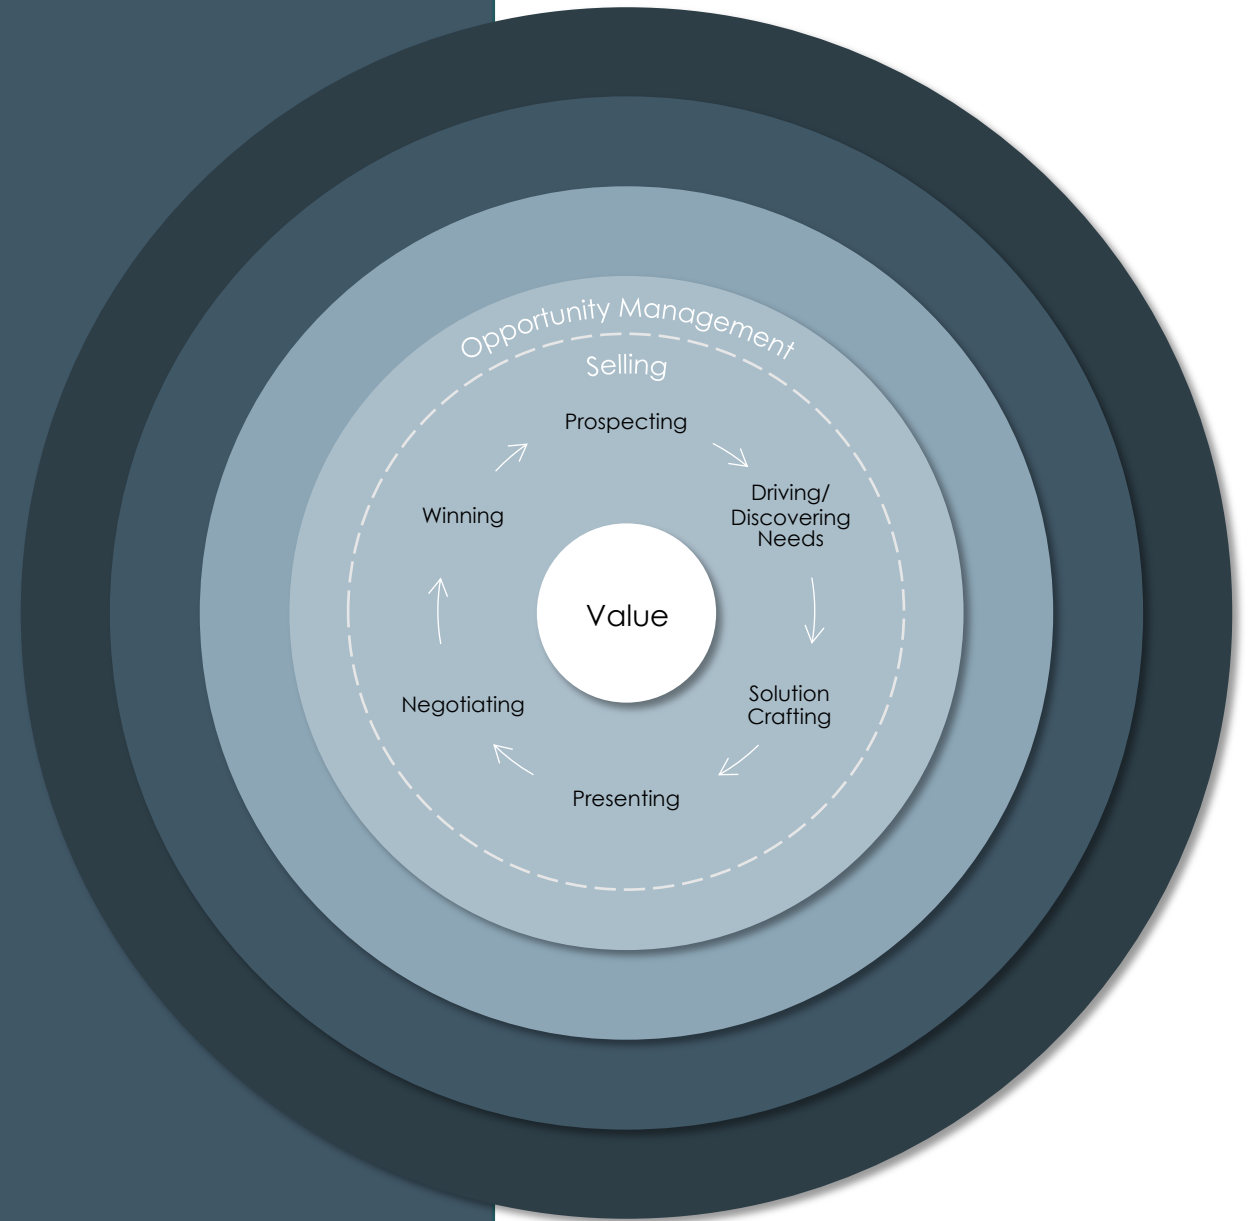 Opportunity Management
Selling
Prospecting
Driving/
Discovering
Needs
Solution
Crafting
Presenting
Negotiating
Winning
Value